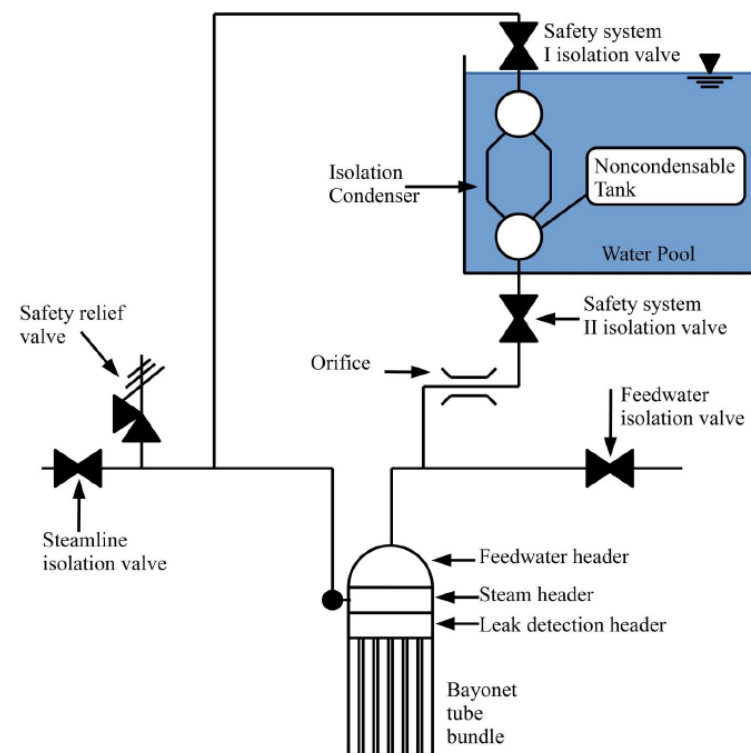 Safety system
I isolation valve
Isolation
Condenser
Noncondensable
Tank
Water Pool
Safety relief
valve
Safety system
II isolation valve
Orifice
Feedwater
isolation valve
Steamline
isolation valve
Feedwater header
Steam header
Leak detection header
Bayonet
tube
bundle